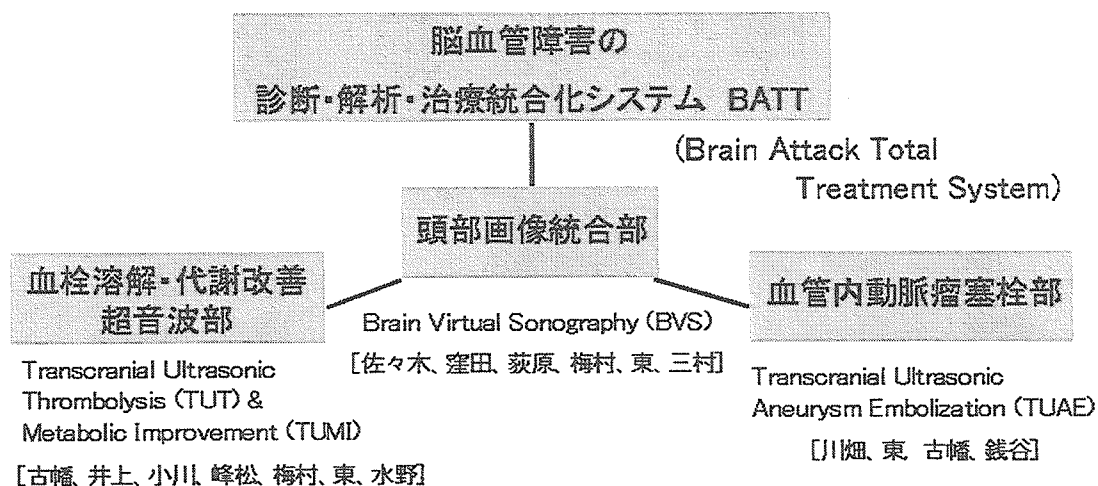 脳血管障害の
診断・解析・治療統合化システム BATT
(Brain Attack Total
Treatment System)
頭部画像統合部
Brain Virtual Sonography (BVS)
[佐々木、窪田、荻原、梅村、東、三村]
血栓溶解・代謝改善
超音波部
Transcranial Ultrasonic
Thrombolysis (TUT) &
Metabolic Improvement (TUMI)
[古幡、井上、小川、峰松、梅村、東、水野]
血管内動脈瘤塞栓部
Transcranial Ultrasonic
Aneurysm Embolization (TUAE)
[川畑、東、古幡、銭谷]